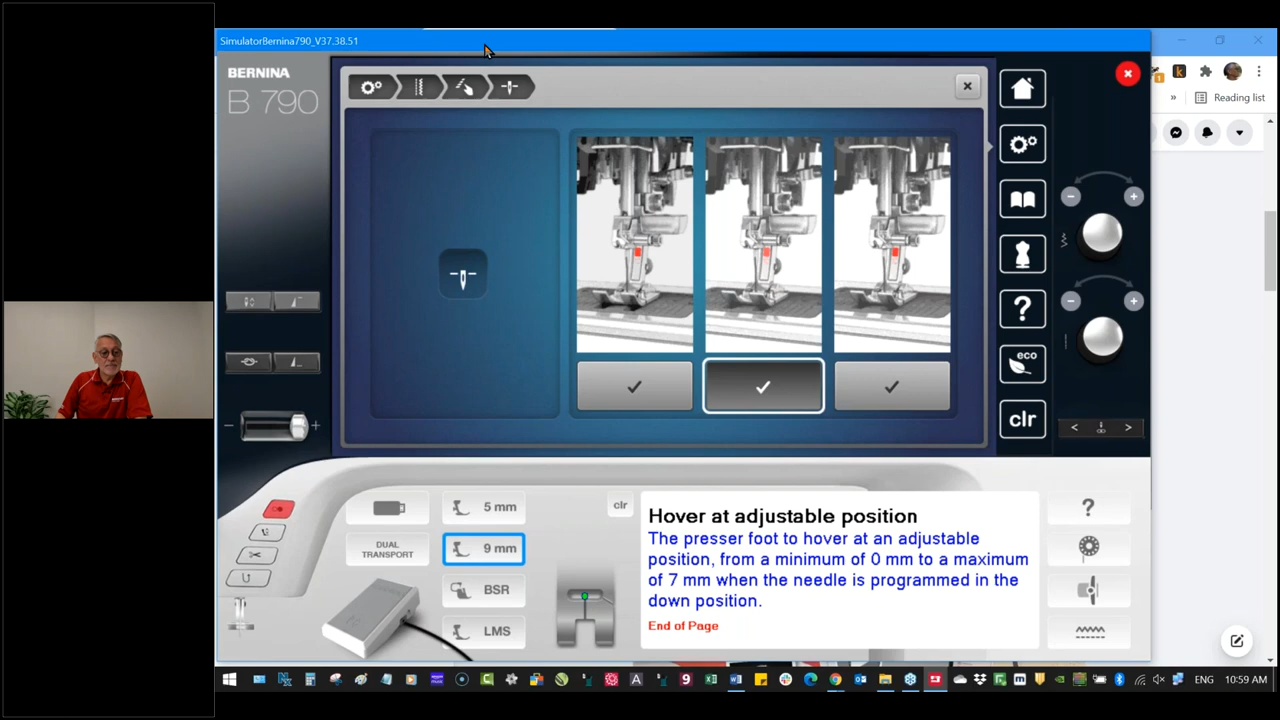 SimulatorBernina790_V37.38.51
BERNINA
B 790
Reading list
eco
clr
5 mm
clr
DUAL
TRANSPORT
9 mm
BSR
LMS
Hover at adjustable position
The presser foot to hover at an adjustable
position, from a minimum of 0 mm to a maximum
of 7 mm when the needle is programmed in the
down position.
End of Page
ENG
10:59 AM